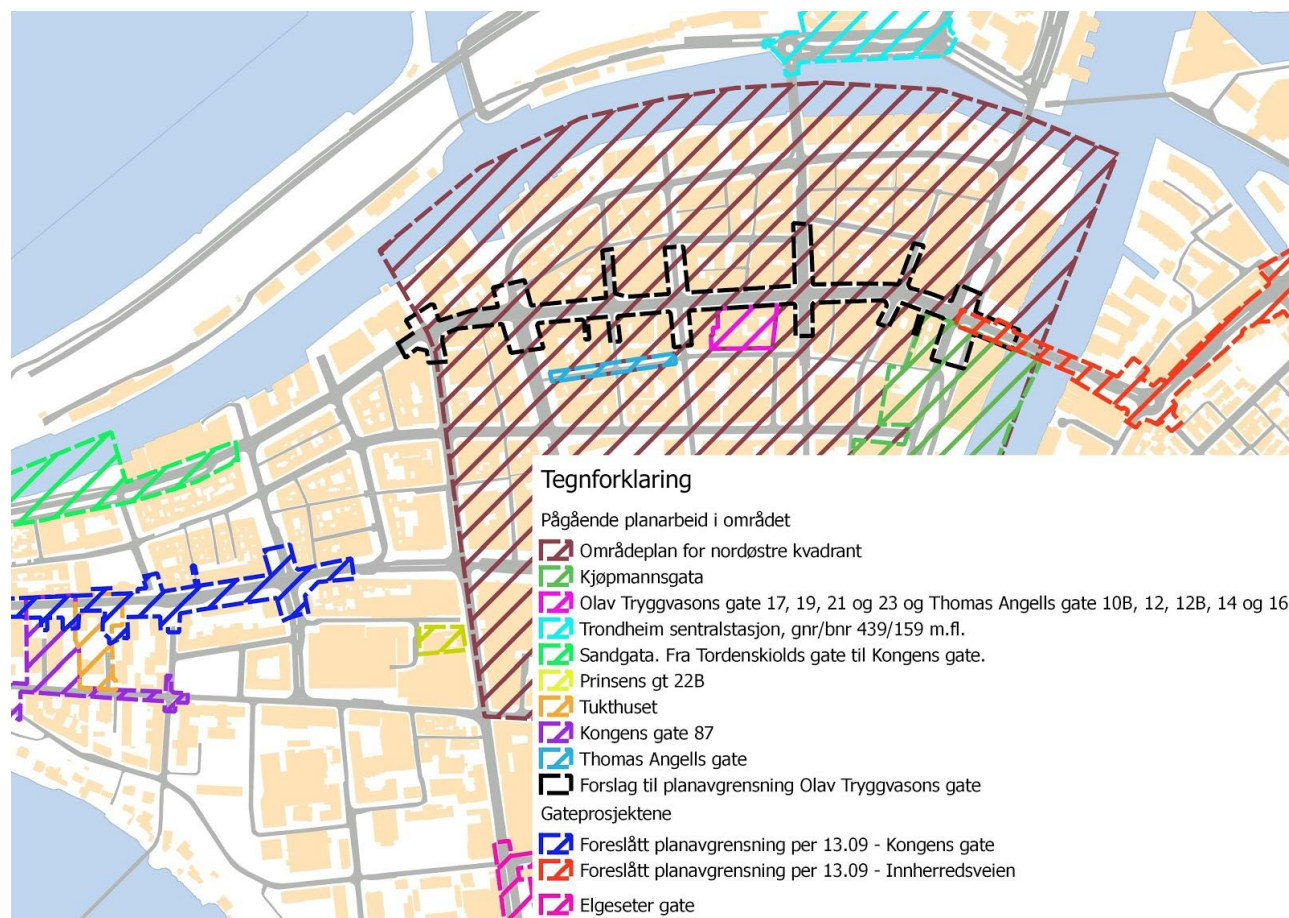 Tegnforklaring
Pågående planarbeid i området
Områdeplan for nordøstre kvadrant
Kjøpmannsgata
Olav Tryggvasons gate 17, 19, 21 og 23 og Thomas Angells gate 10B, 12, 12B, 14 og 16
Trondheim sentralstasjon, gnr/bnr 439/159 m.fl.
Sandgata. Fra Tordenskiolds gate til Kongens gate.
Prinsens gt 22B
Tukthuset
Kongens gate 87
Thomas Angells gate
Forslag til planavgrensning Olav Tryggvasons gate
Gateprosjektene
Foreslått planavgrensning per 13.09 - Kongens gate
Foreslått planavgrensning per 13.09 - Innherredsveien
Elgeseter gate